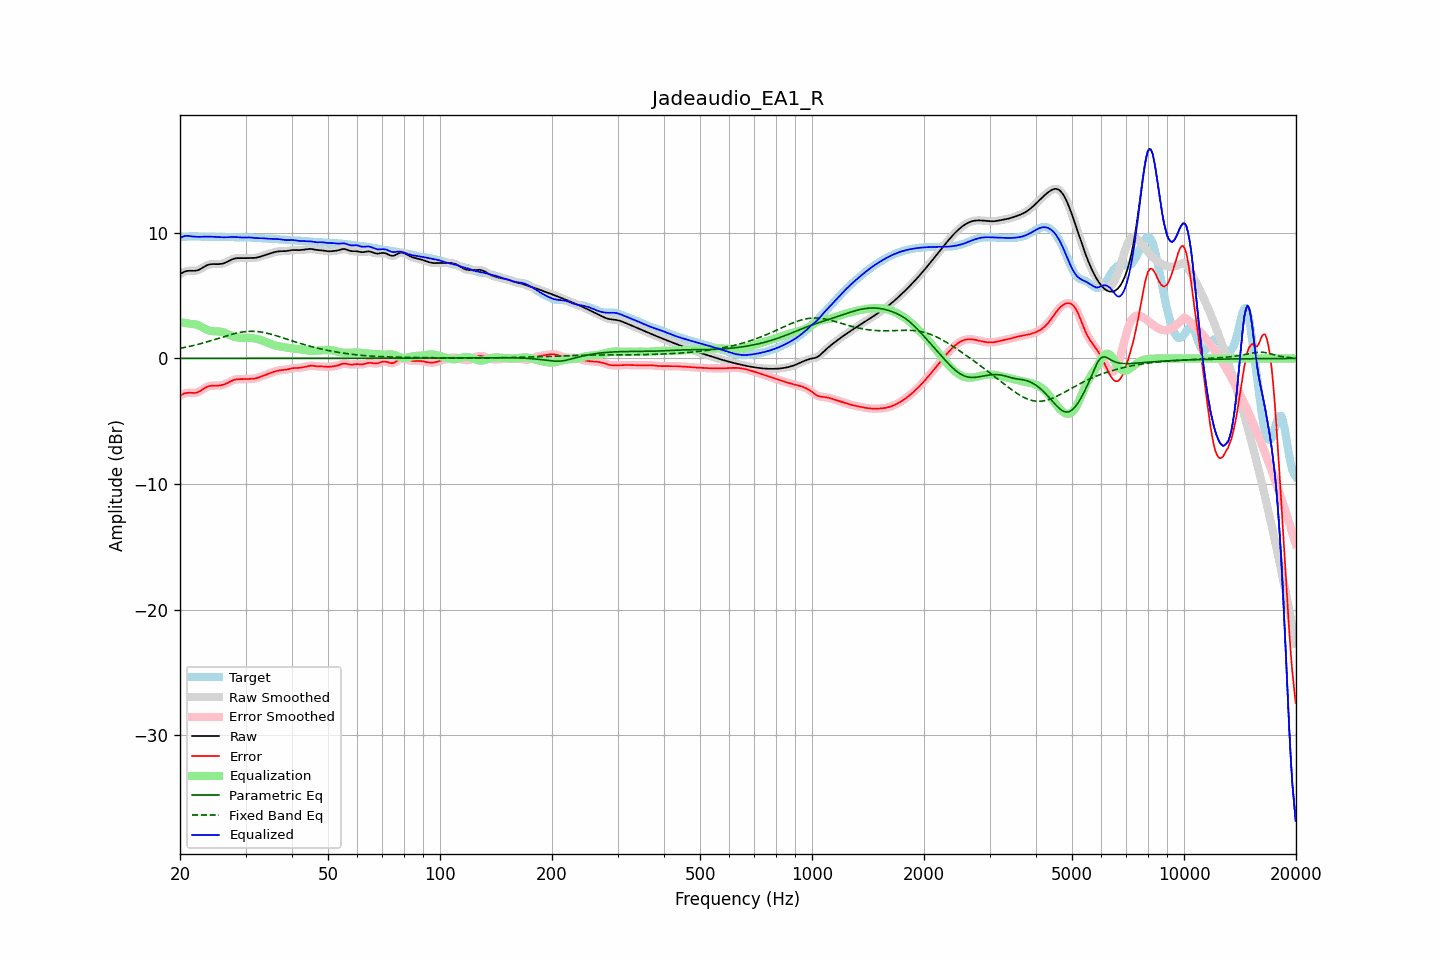 Jadeaudio_EA1_R
Amplitude (dBr)
10
0
−10
−20
−30
Target
Raw Smoothed
Error Smoothed
Raw
Error
Equalization
Parametric Eq
Fixed Band Eq
Equalized
20 50 100 200 500 1000 2000 5000 10000 20000
Frequency (Hz)